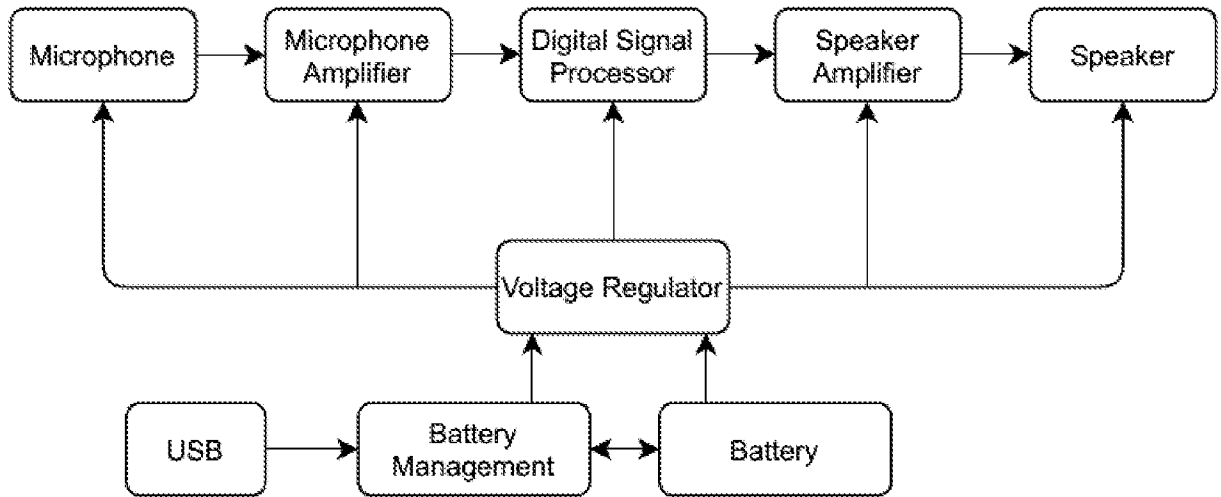 Microphone
Microphone
Amplifier
Digital Signal
Processor
Speaker
Amplifier
Speaker
Voltage Regulator
USB
Battery
Management
Battery